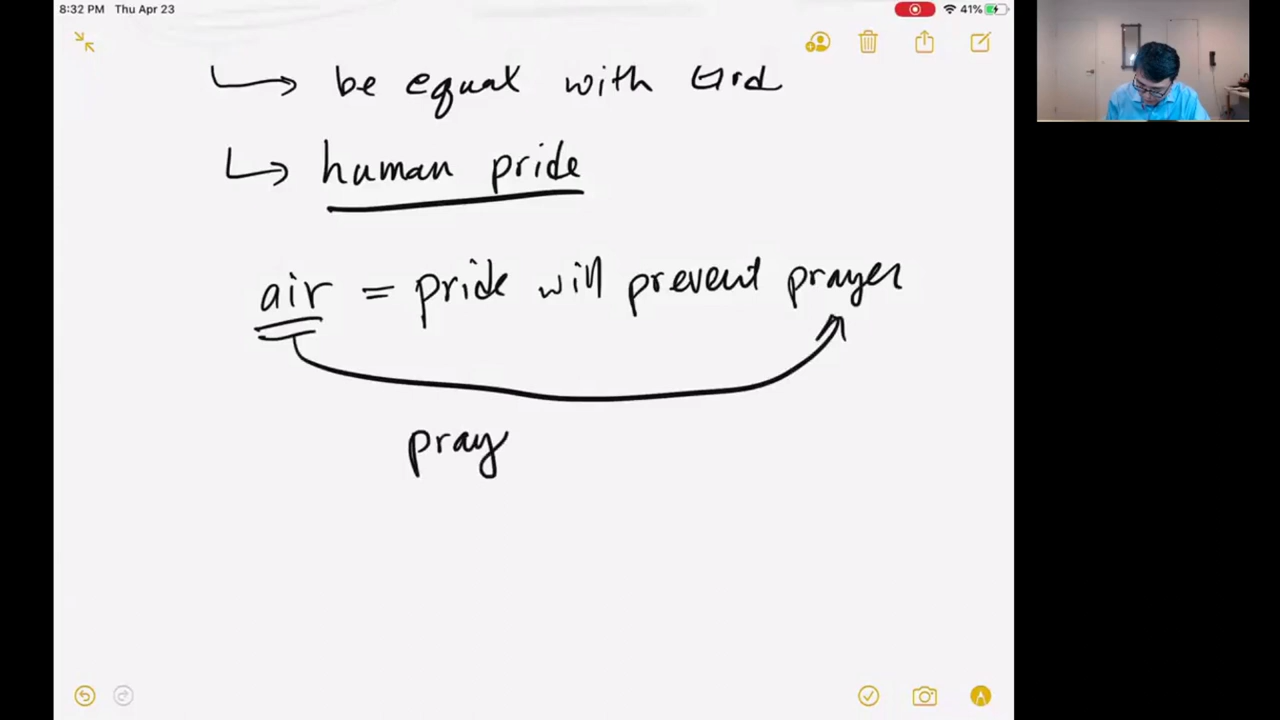 8:32 PM Thu Apr 23 41%
↳ be equal with God
↳ human pride
air = pride will prevent prayer
pray